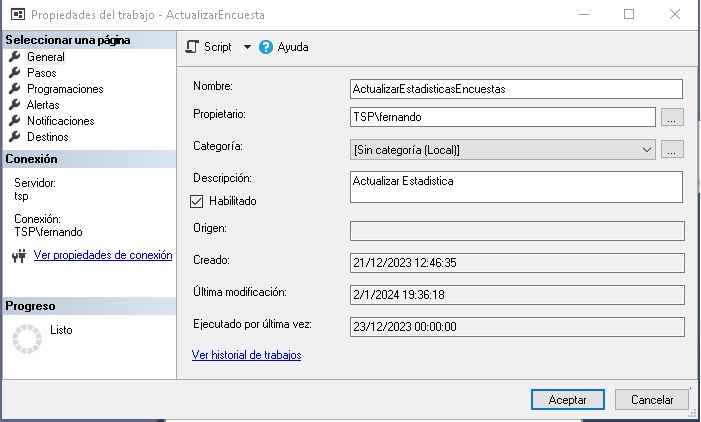 Propiedades del trabajo - ActualizarEncuesta
Seleccionar una página
General
Pasos
Programaciones
Alertas
Notificaciones
Destinos
Conexión
Servidor:
tsp
Conexión:
TSP\fernando
Ver propiedades de conexión
Progreso
Listo
Script
Ayuda
Nombre: ActualizarEstadisticasEncuestas
Propietario: TSP\fernando ...
Categoría: [Sin categoría (Local)] ...
Descripción: Actualizar Estadistica
Habilitado
Origen:
Creado: 21/12/2023 12:46:35
Última modificación: 2/1/2024 19:36:18
Ejecutado por última vez: 23/12/2023 00:00:00
Ver historial de trabajos
Aceptar Cancelar